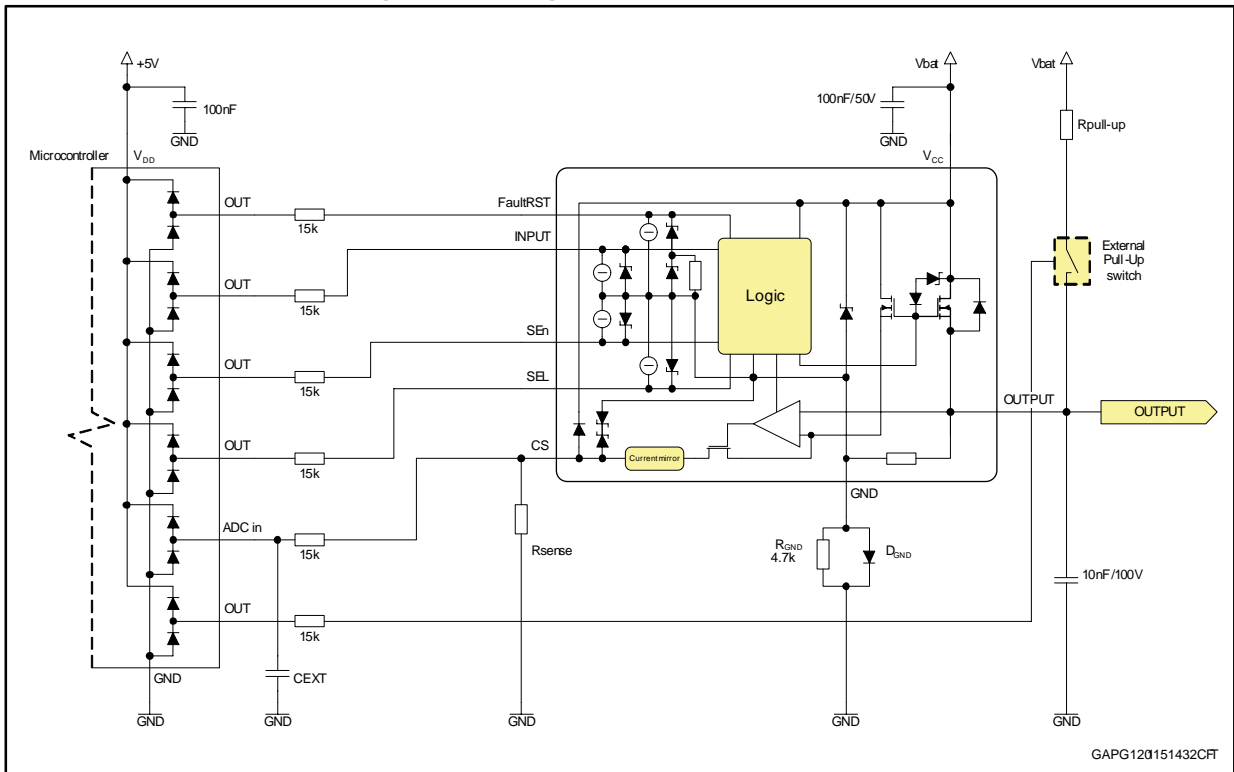 +5V
Vbat
Vbat
100nF
GND
100nF/50V
GND
Rpull-up
Microcontroller
VDD
VCC
OUT
15k
FaultRST
INPUT
OUT
15k
Logic
External
Pull-Up
switch
SEn
OUT
15k
SEL
OUT
15k
OUTPUT
OUTPUT
CS
Current mirror
GND
ADC in
15k
Rsense
RGND
4.7k
DGND
10nF/100V
OUT
15k
GND
CEXT
GND
GND
GND
GND
GND
GAPG1201151432CFT